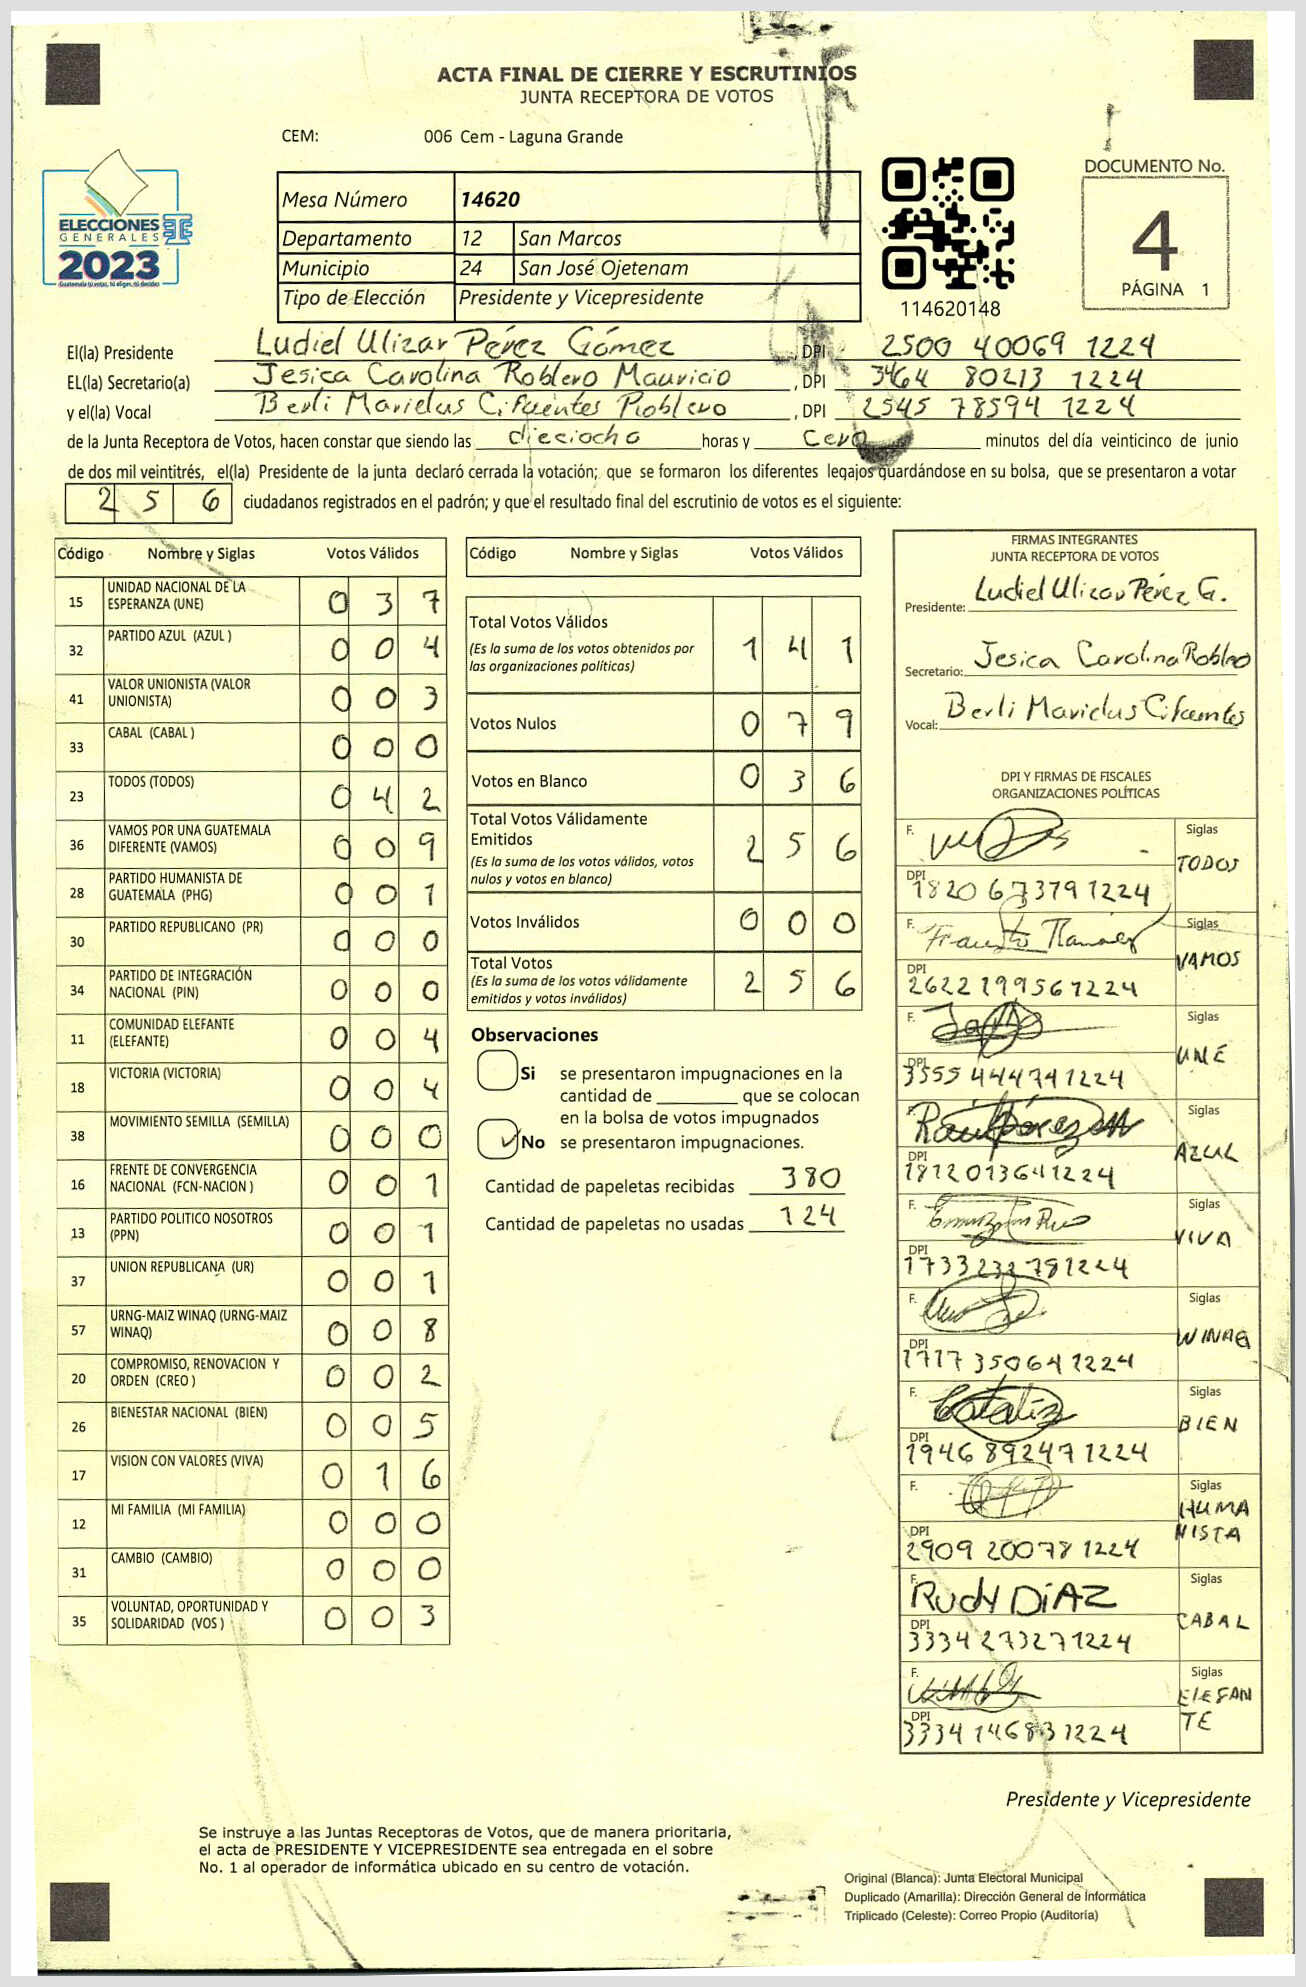 ACTA FINAL DE CIERRE Y ESCRUTINIOS
JUNTA RECEPTORA DE VOTOS
CEM: 006 Cem - Laguna Grande
ELECCIONES
GENERALES
2023
Guatemala tú votas, tú eliges, tú decides
Mesa Número 14620
Departamento 12 San Marcos
Municipio 24 San José Ojetenam
Tipo de Elección Presidente y Vicepresidente
114620148
DOCUMENTO No.
4
PÁGINA 1
El(la) Presidente Ludiel Ulizar Pérez Gómez, DPI 2500 40069 1224
EL(la) Secretario(a) Jesica Carolina Roblero Mauricio, DPI 3464 80213 1224
y el(la) Vocal Berli Maridus Cifuentes Roblero, DPI 2545 78594 1224
de la Junta Receptora de Votos, hacen constar que siendo las dieciocho horas y cero minutos del día veinticinco de junio
de dos mil veintitrés, el(la) Presidente de la junta declaró cerrada la votación; que se formaron los diferentes legajos guardándose en su bolsa, que se presentaron a votar
2 5 6 ciudadanos registrados en el padrón; y que el resultado final del escrutinio de votos es el siguiente:
Código Nombre y Siglas Votos Válidos
15 UNIDAD NACIONAL DE LA ESPERANZA (UNE) 0 3 7
32 PARTIDO AZUL (AZUL ) 0 0 4
41 VALOR UNIONISTA (VALOR UNIONISTA) 0 0 3
33 CABAL (CABAL ) 0 0 0
23 TODOS (TODOS) 0 4 2
36 VAMOS POR UNA GUATEMALA DIFERENTE (VAMOS) 0 0 9
28 PARTIDO HUMANISTA DE GUATEMALA (PHG) 0 0 1
30 PARTIDO REPUBLICANO (PR) 0 0 0
34 PARTIDO DE INTEGRACIÓN NACIONAL (PIN) 0 0 0
11 COMUNIDAD ELEFANTE (ELEFANTE) 0 0 4
18 VICTORIA (VICTORIA) 0 0 4
38 MOVIMIENTO SEMILLA (SEMILLA) 0 0 0
16 FRENTE DE CONVERGENCIA NACIONAL (FCN-NACION ) 0 0 1
13 PARTIDO POLITICO NOSOTROS (PPN) 0 0 1
37 UNION REPUBLICANA (UR) 0 0 1
57 URNG-MAIZ WINAQ (URNG-MAIZ WINAQ) 0 0 8
20 COMPROMISO, RENOVACION Y ORDEN (CREO ) 0 0 2
26 BIENESTAR NACIONAL (BIEN) 0 0 5
17 VISION CON VALORES (VIVA) 0 1 6
12 MI FAMILIA (MI FAMILIA) 0 0 0
31 CAMBIO (CAMBIO) 0 0 0
35 VOLUNTAD, OPORTUNIDAD Y SOLIDARIDAD (VOS ) 0 0 3
Código Nombre y Siglas Votos Válidos
Total Votos Válidos 1 4 1
(Es la suma de los votos obtenidos por
las organizaciones políticas)
Votos Nulos 0 7 9
Votos en Blanco 0 3 6
Total Votos Válidamente
Emitidos 2 5 6
(Es la suma de los votos válidos, votos
nulos y votos en blanco)
Votos Inválidos 0 0 0
Total Votos 2 5 6
(Es la suma de los votos válidamente
emitidos y votos inválidos)
Observaciones
Si se presentaron impugnaciones en la
cantidad de ________ que se colocan
en la bolsa de votos impugnados
No se presentaron impugnaciones.
Cantidad de papeletas recibidas 380
Cantidad de papeletas no usadas 124
FIRMAS INTEGRANTES
JUNTA RECEPTORA DE VOTOS
Presidente: Ludiel Ulizar Pérez G.
Secretario: Jesica Carolina Roblero
Vocal: Berli Maridus Cifuentes
DPI Y FIRMAS DE FISCALES
ORGANIZACIONES POLÍTICAS
F. Siglas
TODOS
DPI 1820 67379 1224
F. Fausto Ramirez Siglas
VAMOS
DPI 2622 19956 1224
F. Siglas
UNE
DPI 3555 44474 1224
F. Siglas
AZUL
DPI 1812 01364 1224
F. Siglas
VIVA
DPI 1733 23278 1224
F. Siglas
WINAQ
DPI 1717 35064 1224
F. Siglas
BIEN
DPI 1946 89247 1224
F. Siglas
HUMA
NISTA
DPI 2909 20078 1224
F. RUDY DiAZ Siglas
CABAL
DPI 3334 27327 1224
F. Siglas
ElEFAN
TE
DPI 3334 14683 1224
Presidente y Vicepresidente
Se instruye a las Juntas Receptoras de Votos, que de manera prioritaria,
el acta de PRESIDENTE Y VICEPRESIDENTE sea entregada en el sobre
No. 1 al operador de informática ubicado en su centro de votación.
Original (Blanca): Junta Electoral Municipal
Duplicado (Amarilla): Dirección General de Informática
Triplicado (Celeste): Correo Propio (Auditoría)